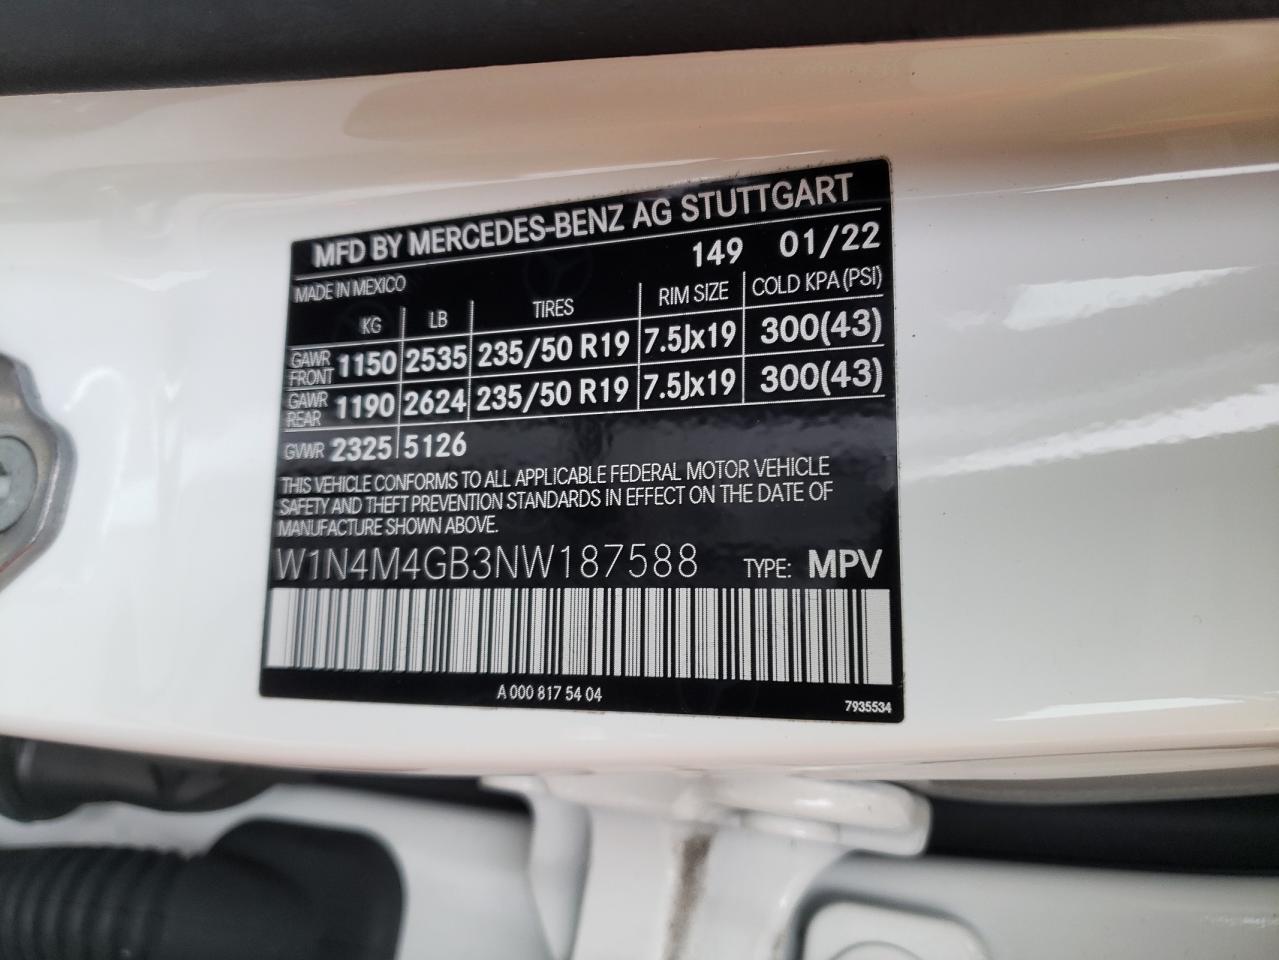 MFD BY MERCEDES-BENZ AG STUTTGART
149 01/22
MADE IN MEXICO
KG LB TIRES RIM SIZE COLD KPA (PSI)
GAWR FRONT 1150 2535 235/50 R19 7.5Jx19 300(43)
GAWR REAR 1190 2624 235/50 R19 7.5Jx19 300(43)
GVWR 2325 5126
THIS VEHICLE CONFORMS TO ALL APPLICABLE FEDERAL MOTOR VEHICLE
SAFETY AND THEFT PREVENTION STANDARDS IN EFFECT ON THE DATE OF
MANUFACTURE SHOWN ABOVE.
W1N4M4GB3NW187588 TYPE: MPV
A 000 817 54 04
7935534